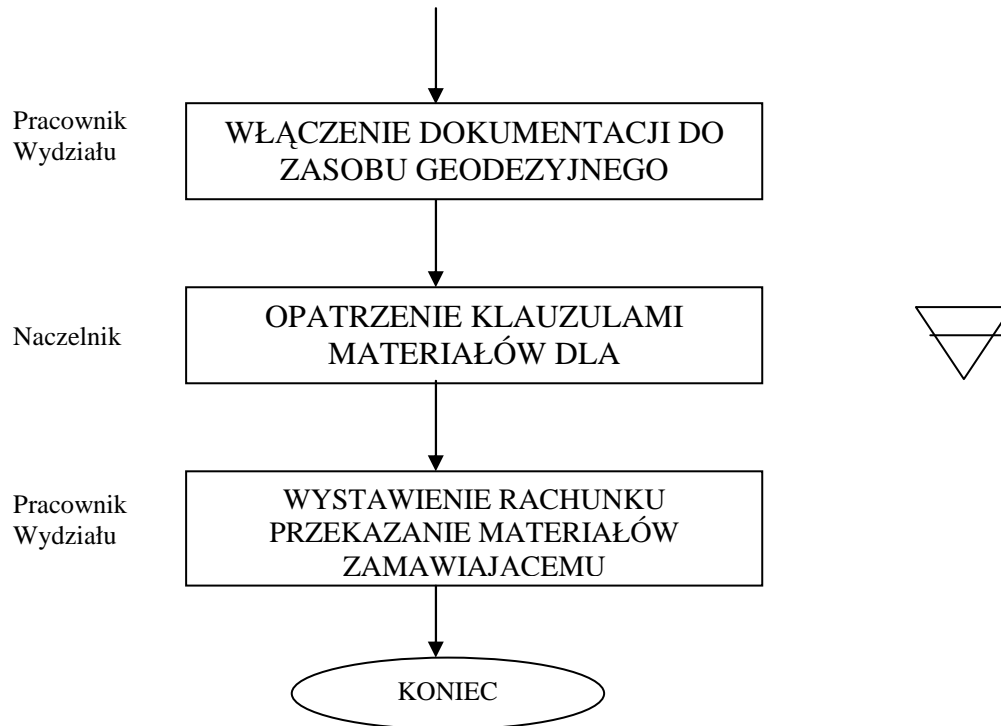 Pracownik
Wydziału
WŁĄCZENIE DOKUMENTACJI DO
ZASOBU GEODEZYJNEGO
Naczelnik
OPATRZENIE KLAUZULAMI
MATERIAŁÓW DLA
Pracownik
Wydziału
WYSTAWIENIE RACHUNKU
PRZEKAZANIE MATERIAŁÓW
ZAMAWIAJACEMU
KONIEC